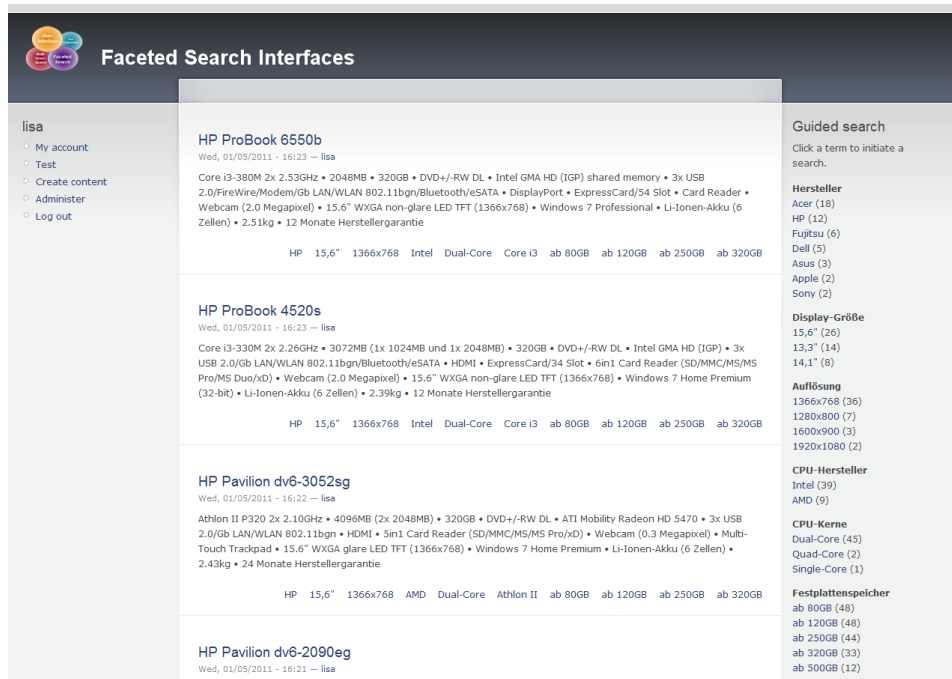 Faceted Search Interfaces
lisa
My account
Test
Create content
Administer
Log out
HP ProBook 6550b
Wed, 01/05/2011 - 16:23 — lisa
Core i3-380M 2x 2.53GHz • 2048MB • 320GB • DVD+/-RW DL • Intel GMA HD (IGP) shared memory • 3x USB
2.0/FireWire/Modem/Gb LAN/WLAN 802.11bgn/Bluetooth/eSATA • DisplayPort • ExpressCard/54 Slot • Card Reader •
Webcam (2.0 Megapixel) • 15.6" WXGA non-glare LED TFT (1366x768) • Windows 7 Professional • Li-Ionen-Akku (6
Zellen) • 2.51kg • 12 Monate Herstellergarantie
HP 15,6" 1366x768 Intel Dual-Core Core i3 ab 80GB ab 120GB ab 250GB ab 320GB
HP ProBook 4520s
Wed, 01/05/2011 - 16:23 — lisa
Core i3-330M 2x 2.26GHz • 3072MB (1x 1024MB und 1x 2048MB) • 320GB • DVD+/-RW DL • Intel GMA HD (IGP) • 3x
USB 2.0/Gb LAN/WLAN 802.11bgn/Bluetooth/eSATA • HDMI • ExpressCard/34 Slot • 6in1 Card Reader (SD/MMC/MS/MS
Pro/MS Duo/xD) • Webcam (2.0 Megapixel) • 15.6" WXGA non-glare LED TFT (1366x768) • Windows 7 Home Premium
(32-bit) • Li-Ionen-Akku (6 Zellen) • 2.39kg • 12 Monate Herstellergarantie
HP 15,6" 1366x768 Intel Dual-Core Core i3 ab 80GB ab 120GB ab 250GB ab 320GB
HP Pavilion dv6-3052sg
Wed, 01/05/2011 - 16:22 — lisa
Athlon II P320 2x 2.10GHz • 4096MB (2x 2048MB) • 320GB • DVD+/-RW DL • ATI Mobility Radeon HD 5470 • 3x USB
2.0/Gb LAN/WLAN 802.11bgn • HDMI • 5in1 Card Reader (SD/MMC/MS/MS Pro/xD) • Webcam (0.3 Megapixel) • Multi-
Touch Trackpad • 15.6" WXGA glare LED TFT (1366x768) • Windows 7 Home Premium • Li-Ionen-Akku (6 Zellen) •
2.43kg • 24 Monate Herstellergarantie
HP 15,6" 1366x768 AMD Dual-Core Athlon II ab 80GB ab 120GB ab 250GB ab 320GB
HP Pavilion dv6-2090eg
Wed, 01/05/2011 - 16:21 — lisa
Guided search
Click a term to initiate a
search.
Hersteller
Acer (18)
HP (12)
Fujitsu (6)
Dell (5)
Asus (3)
Apple (2)
Sony (2)
Display-Größe
15,6" (26)
13,3" (14)
14,1" (8)
Auflösung
1366x768 (36)
1280x800 (7)
1600x900 (3)
1920x1080 (2)
CPU-Hersteller
Intel (39)
AMD (9)
CPU-Kerne
Dual-Core (45)
Quad-Core (2)
Single-Core (1)
Festplattenspeicher
ab 80GB (48)
ab 120GB (48)
ab 250GB (44)
ab 320GB (33)
ab 500GB (12)